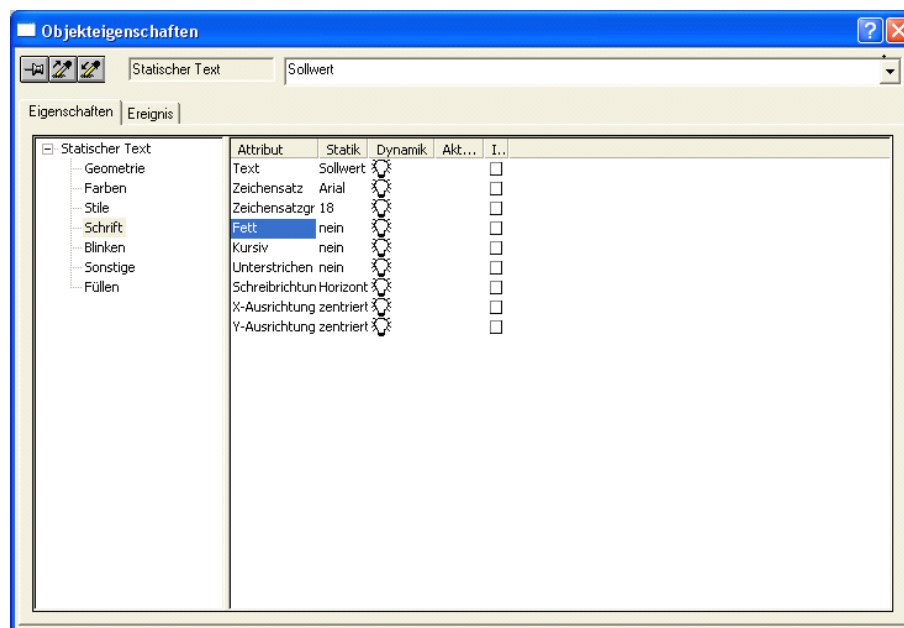 Objekteigenschaften
Statischer Text Sollwert
Eigenschaften Ereignis
Statischer Text
Geometrie
Farben
Stile
Schrift
Blinken
Sonstige
Füllen
Attribut Statik Dynamik Akt... I..
Text Sollwert
Zeichensatz Arial
Zeichensatzgr 18
Fett nein
Kursiv nein
Unterstrichen nein
Schreibrichtun Horizont
X-Ausrichtung zentriert
Y-Ausrichtung zentriert